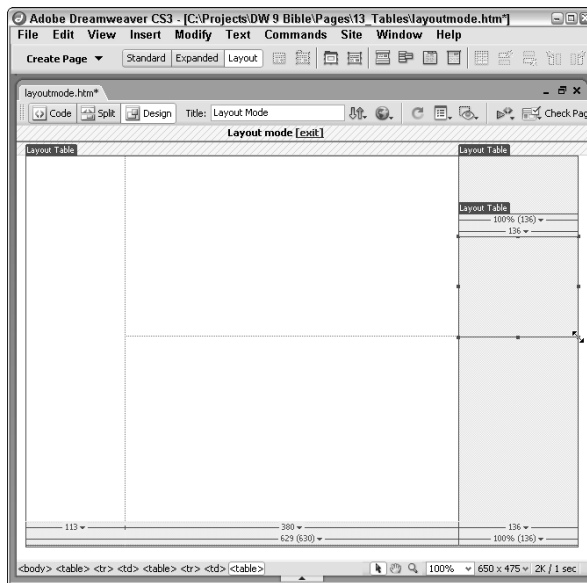 Adobe Dreamweaver CS3 - [C:\Projects\DW 9 Bible\Pages\13_Tables\layoutmode.htm*]
File Edit View Insert Modify Text Commands Site Window Help
Create Page Standard Expanded Layout
layoutmode.htm*
Code Split Design Title: Layout Mode Check Pag
Layout mode [exit]
Layout Table Layout Table
Layout Table
100% (136)
136
113 380 136
629 (630) 100% (136)
<body> <table> <tr> <td> <table> <tr> <td> <table> 100% 650 x 475 2K / 1 sec